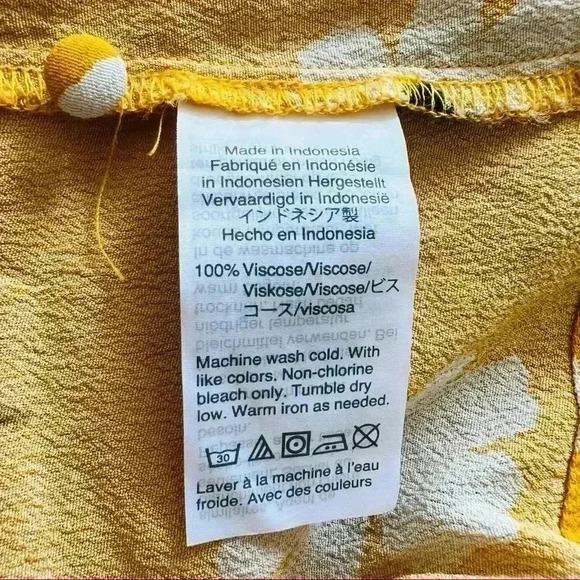 Made in Indonesia
Fabriqué en Indonésie
in Indonesien Hergestellt
Vervaardigd in Indonesië
インドネシア製
Hecho en Indonesia
100% Viscose/Viscose/
Viskose/Viscose/ビス
コース/viscosa
Machine wash cold. With
like colors. Non-chlorine
bleach only. Tumble dry
low. Warm iron as needed.
30
Laver à la machine à l'eau
froide. Avec des couleurs